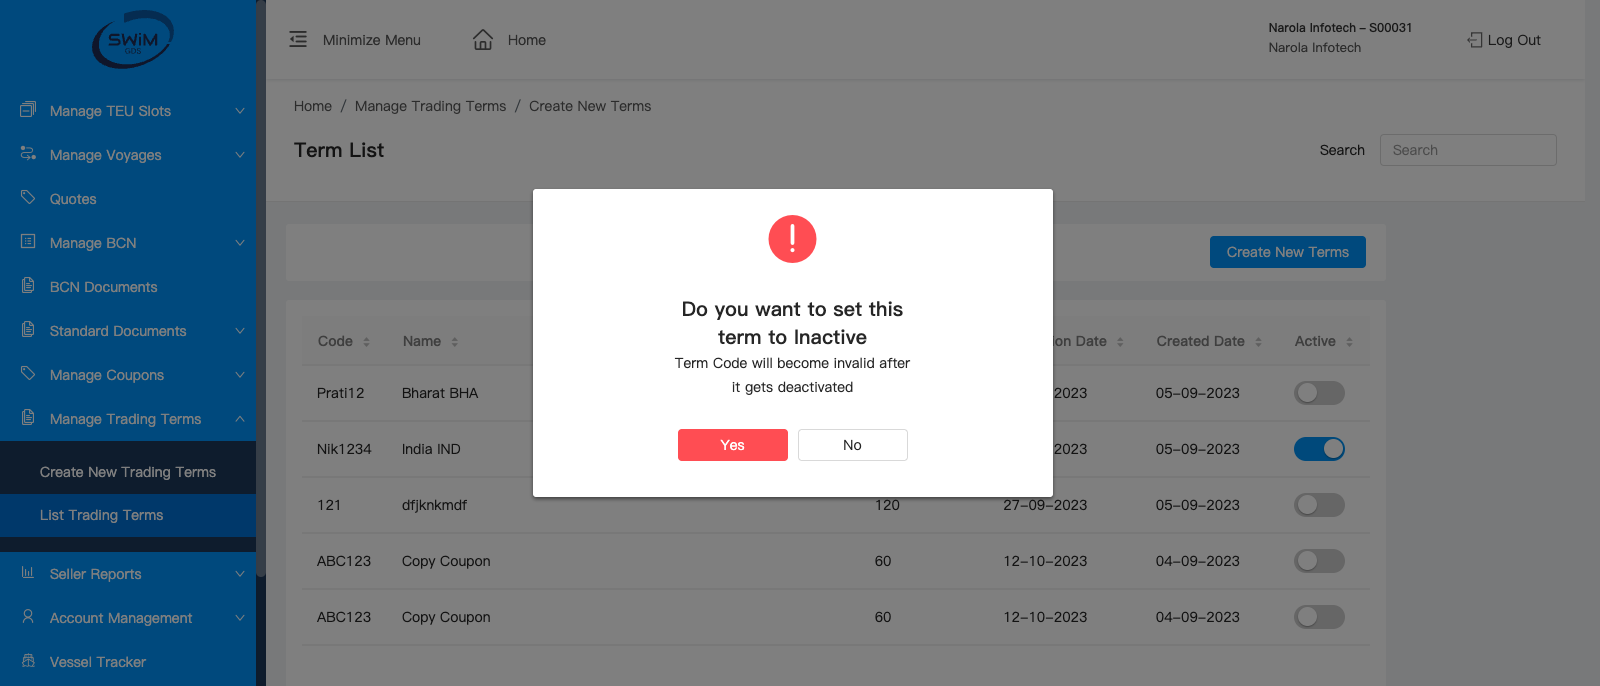 SWiM
GDS
Minimize Menu
Home
Narola Infotech – S00031
Narola Infotech
Log Out
Manage TEU Slots
Manage Voyages
Quotes
Manage BCN
BCN Documents
Standard Documents
Manage Coupons
Manage Trading Terms
Create New Trading Terms
List Trading Terms
Seller Reports
Account Management
Vessel Tracker
Home / Manage Trading Terms / Create New Terms
Term List
Search Search
Create New Terms
Do you want to set this
term to Inactive
Term Code will become invalid after
it gets deactivated
Yes No
Code Name on Date Created Date Active
Prati12 Bharat BHA 2023 05-09-2023
Nik1234 India IND 2023 05-09-2023
121 dfjknkmdf 120 27-09-2023 05-09-2023
ABC123 Copy Coupon 60 12-10-2023 04-09-2023
ABC123 Copy Coupon 60 12-10-2023 04-09-2023